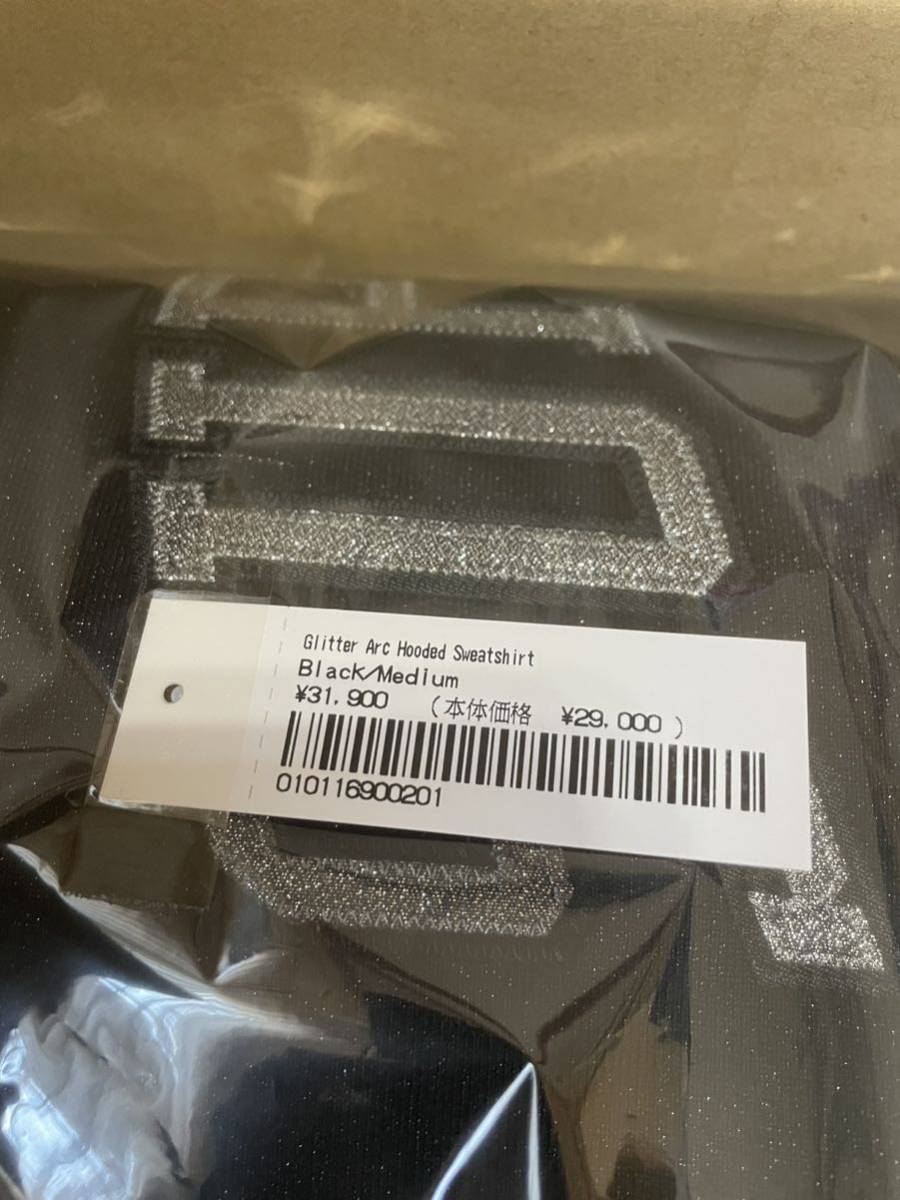 Glitter Arc Hooded Sweatshirt
Black/Medium
¥31,900 (本体価格 ¥29,000 )
010116900201